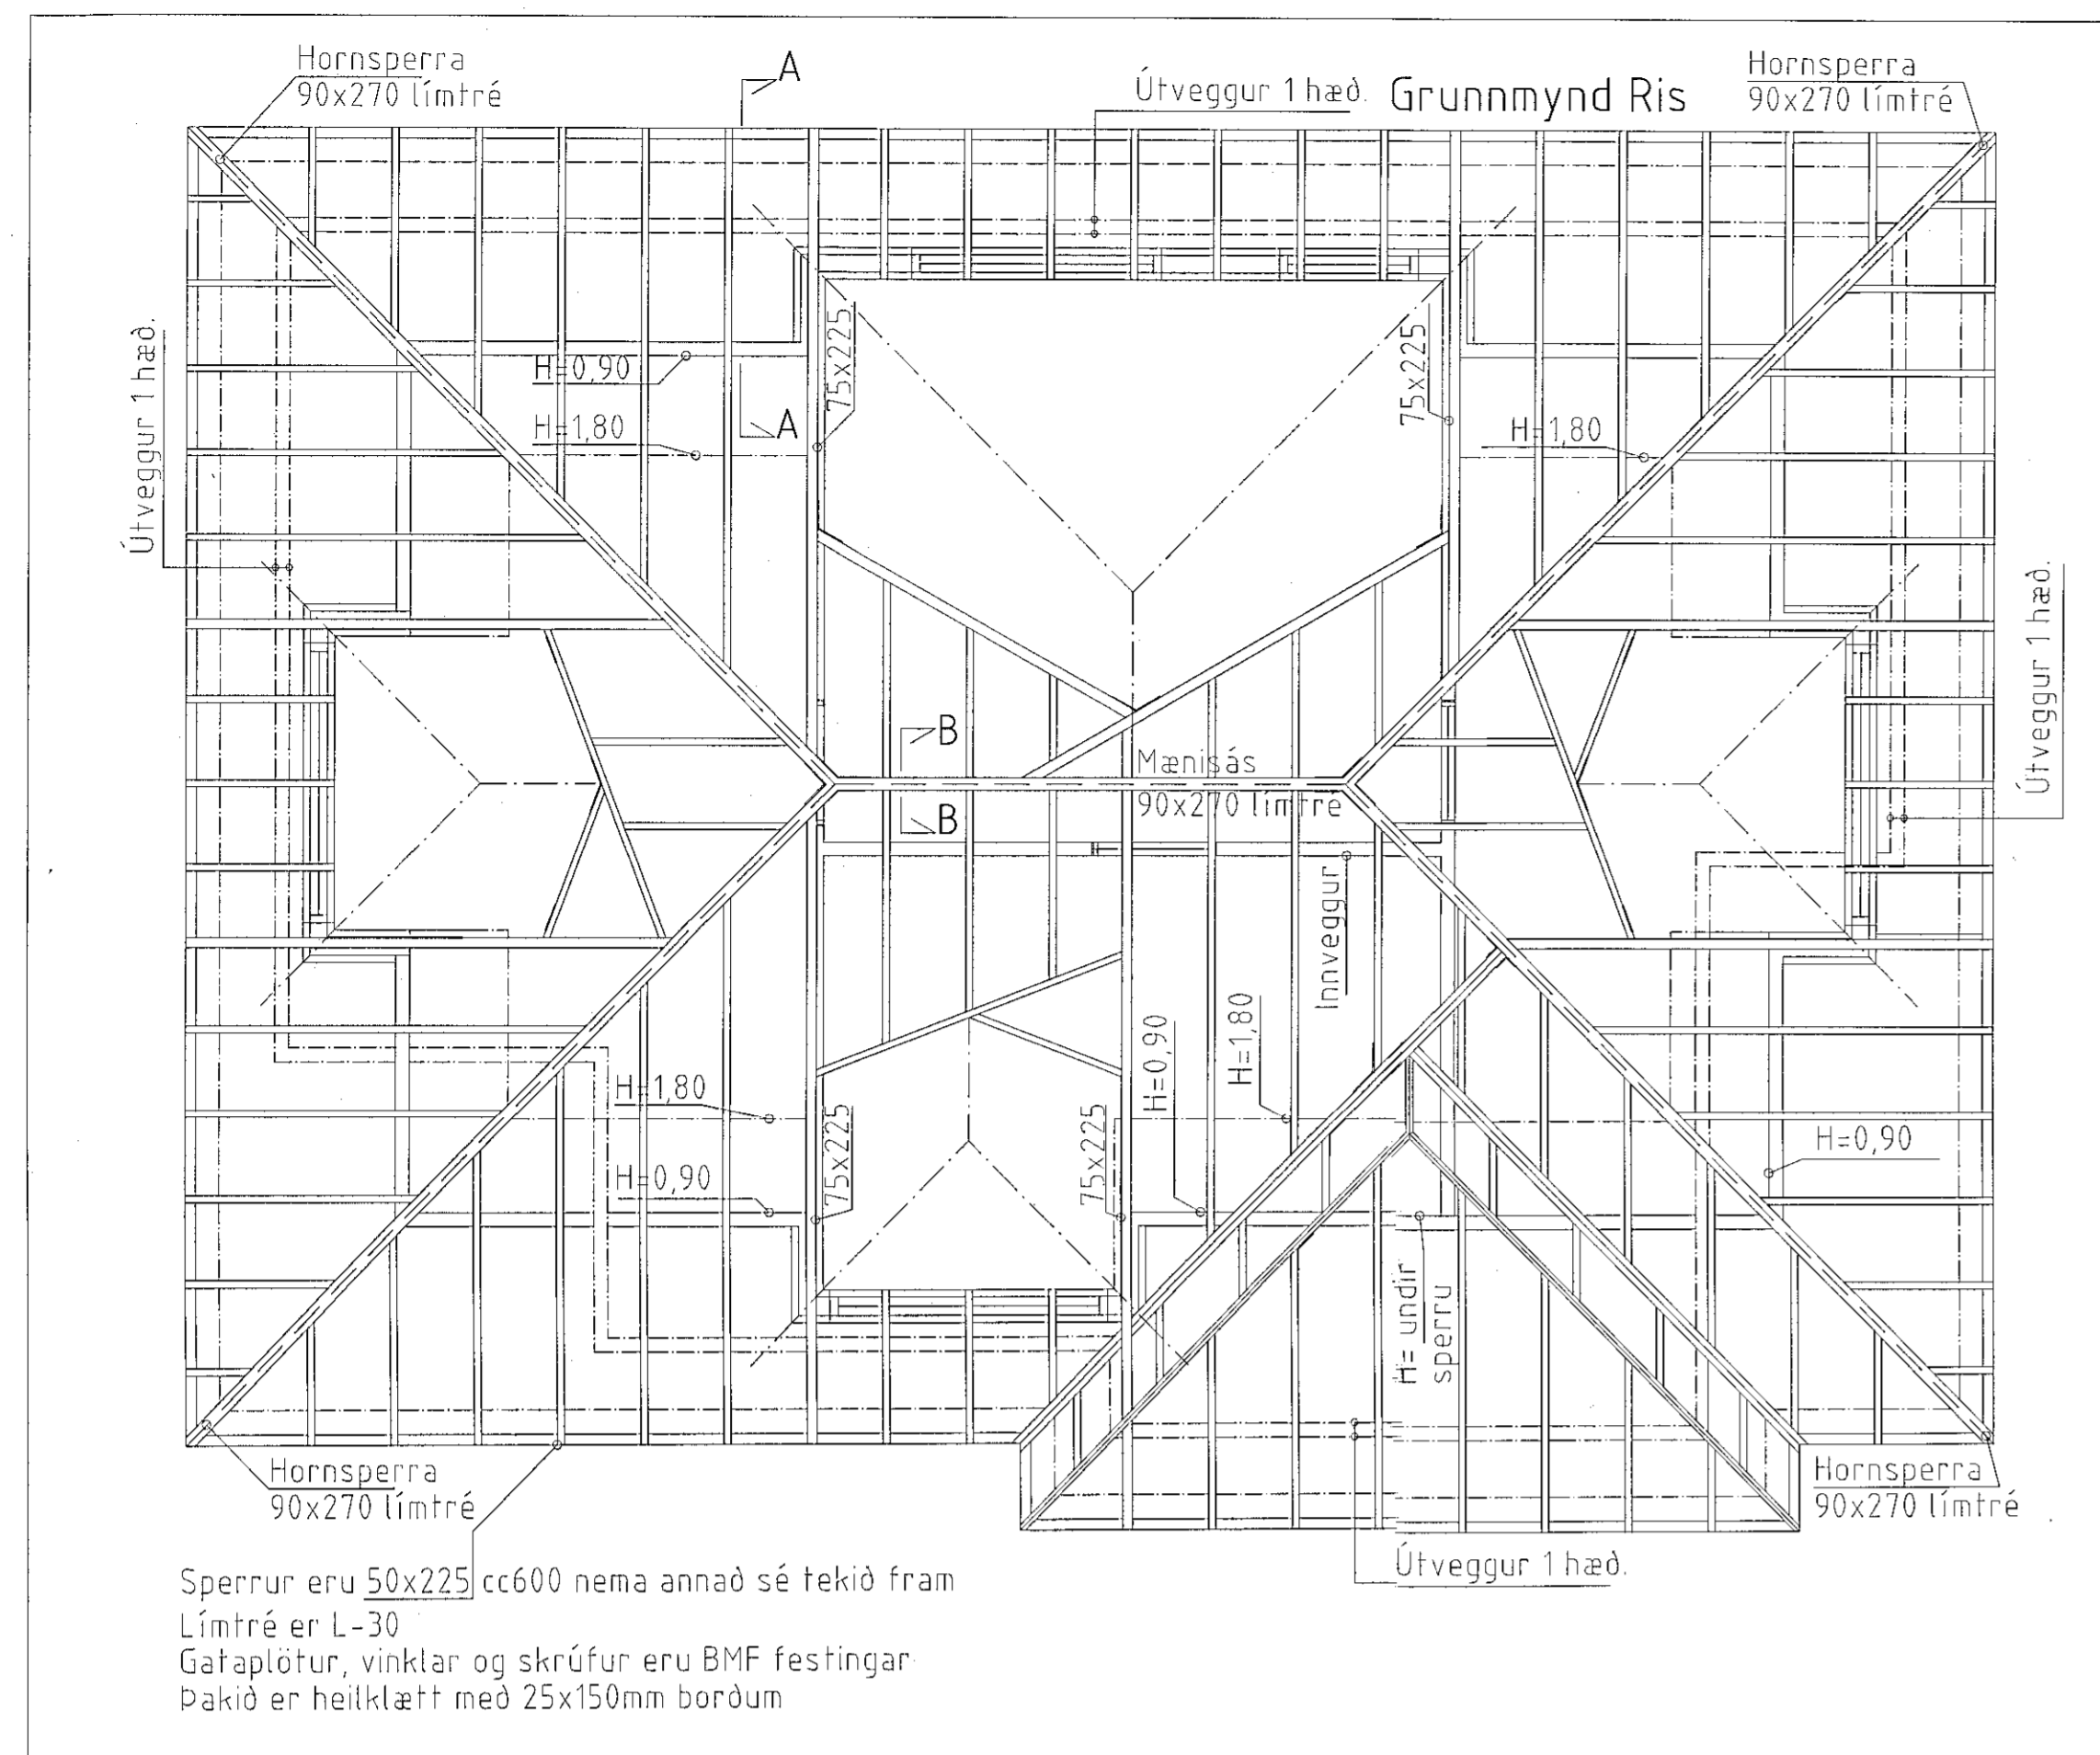 Hornsperra
90x270 límtré
A
Útveggur 1 hæð.
Grunnmynd Ris
Hornsperra
90x270 límtré
Útveggur 1 hæð.
H=0,90
75x225
75x225
H=1,80
A
H=1,80
Útveggur 1 hæð.
B
Mænisás
90x270 límtré
B
Innveggur
H=1,80
H=0,90
H=1,80
75x225
75x225
H=0,90
H=0,90
H= undir
sperru
Hornsperra
90x270 límtré
Hornsperra
90x270 límtré
Útveggur 1 hæð.
Sperrur eru 50x225 cc600 nema annað sé tekið fram
Límtré er L-30
Gataplötur, vinklar og skrúfur eru BMF festingar
Þakið er heilklætt með 25x150mm borðum